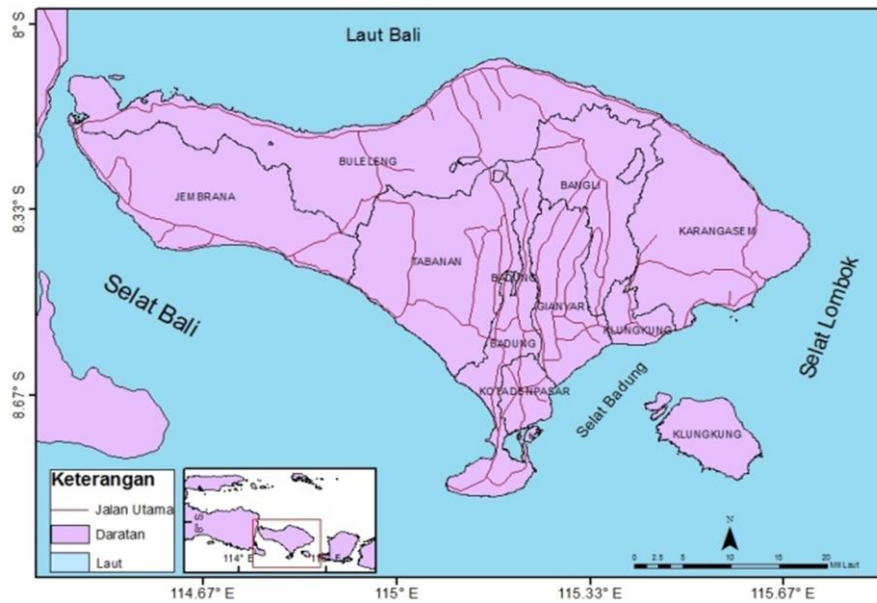 8° S
8.33° S
8.67° S
Laut Bali
BULELENG
JEMBRANA
BANGLI
KARANGASEM
TABANAN
BADUNG
GIANYAR
KLUNGKUNG
BADUNG
KOTADENPASAR
Selat Bali
Selat Badung
Selat Lombok
KLUNGKUNG
Keterangan
Jalan Utama
Daratan
Laut
8° S
114° E
N
0 2.5 5 10 15 20
Mil Laut
114.67° E 115° E 115.33° E 115.67° E